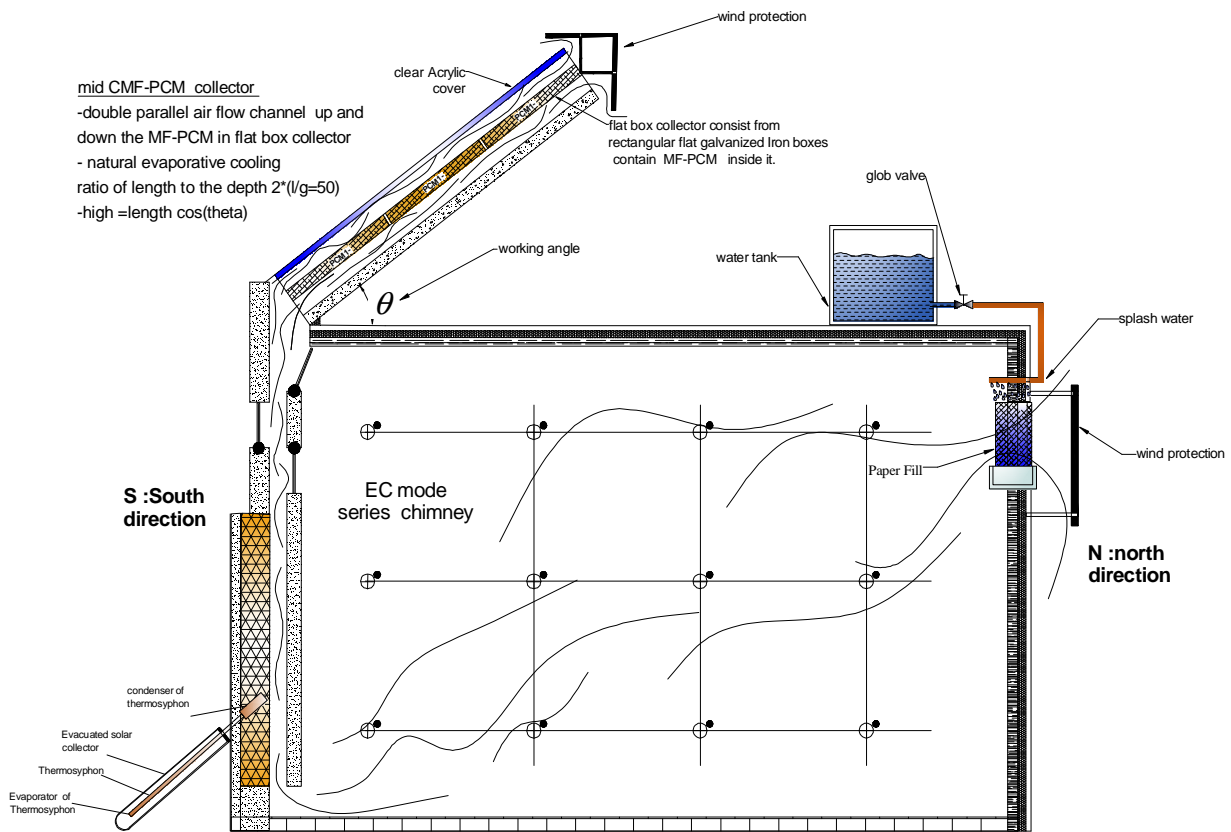 wind protection
mid CMF-PCM collector
-double parallel air flow channel up and
down the MF-PCM in flat box collector
- natural evaporative cooling
ratio of length to the depth 2*(l/g=50)
-high =length cos(theta)
clear Acrylic
cover
PCM1-
PCM1-
PCM1-
flat box collector consist from
rectangular flat galvanized Iron boxes
contain MF-PCM inside it.
glob valve
working angle
water tank
θ
splash water
Paper Fill
wind protection
S :South
direction
EC mode
series chimney
N :north
direction
condenser of
thermosyphon
Evacuated solar
collector
Thermosyphon
Evaporator of
Thermosyphon